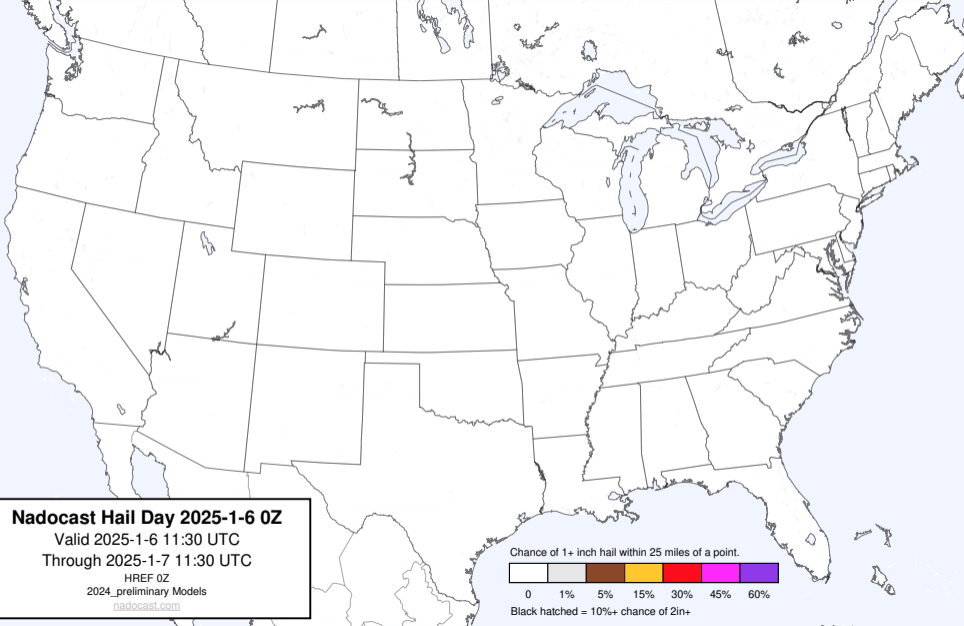 Nadocast Hail Day 2025-1-6 0Z
Valid 2025-1-6 11:30 UTC
Through 2025-1-7 11:30 UTC
HREF 0Z
2024_preliminary Models
nadocast.com
Chance of 1+ inch hail within 25 miles of a point.
0 1% 5% 15% 30% 45% 60%
Black hatched = 10%+ chance of 2in+